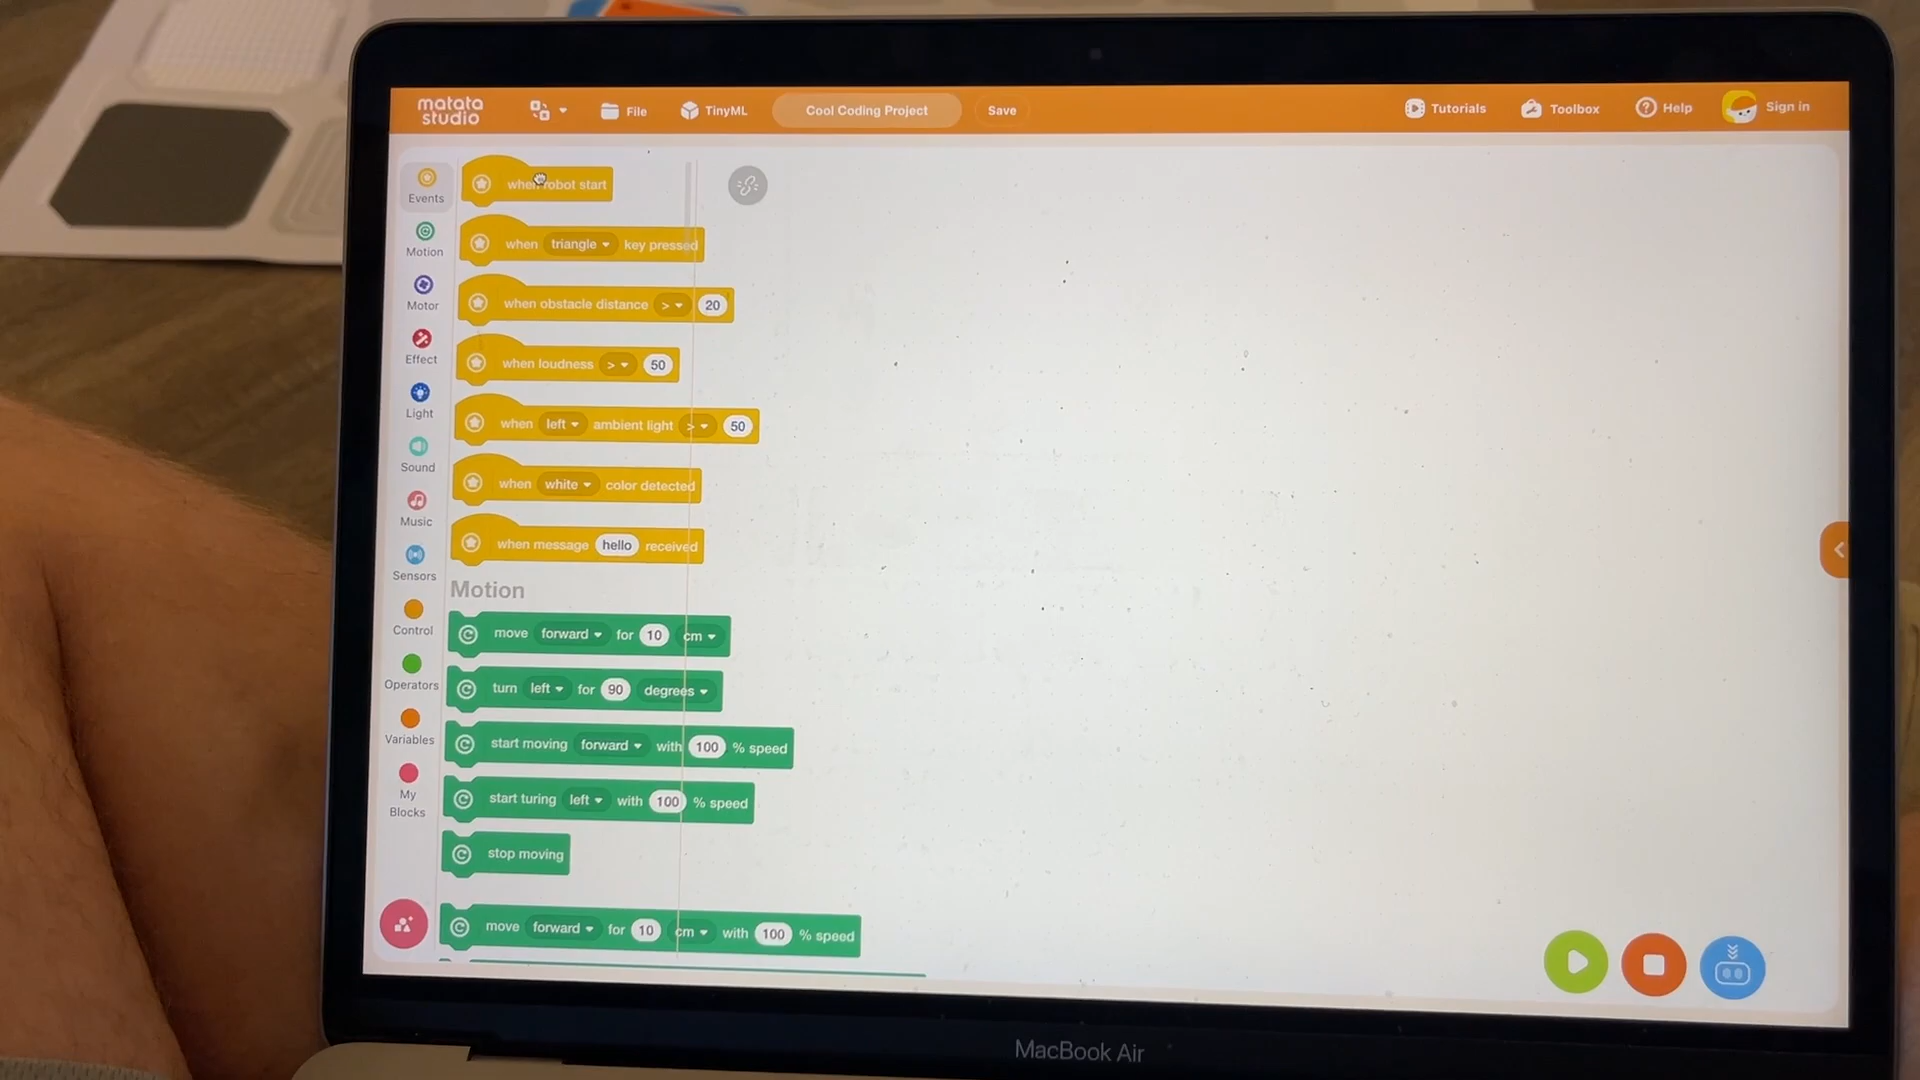 matata studio
File
TinyML
Cool Coding Project
Save
Tutorials
Toolbox
Help
Sign in
Events
Motion
Motor
Effect
Light
Sound
Music
Sensors
Control
Operators
Variables
My Blocks
when robot start
when triangle key pressed
when obstacle distance > 20
when loudness > 50
when left ambient light > 50
when white color detected
when message hello received
Motion
move forward for 10 cm
turn left for 90 degrees
start moving forward with 100 % speed
start turing left with 100 % speed
stop moving
move forward for 10 cm with 100 % speed
MacBook Air